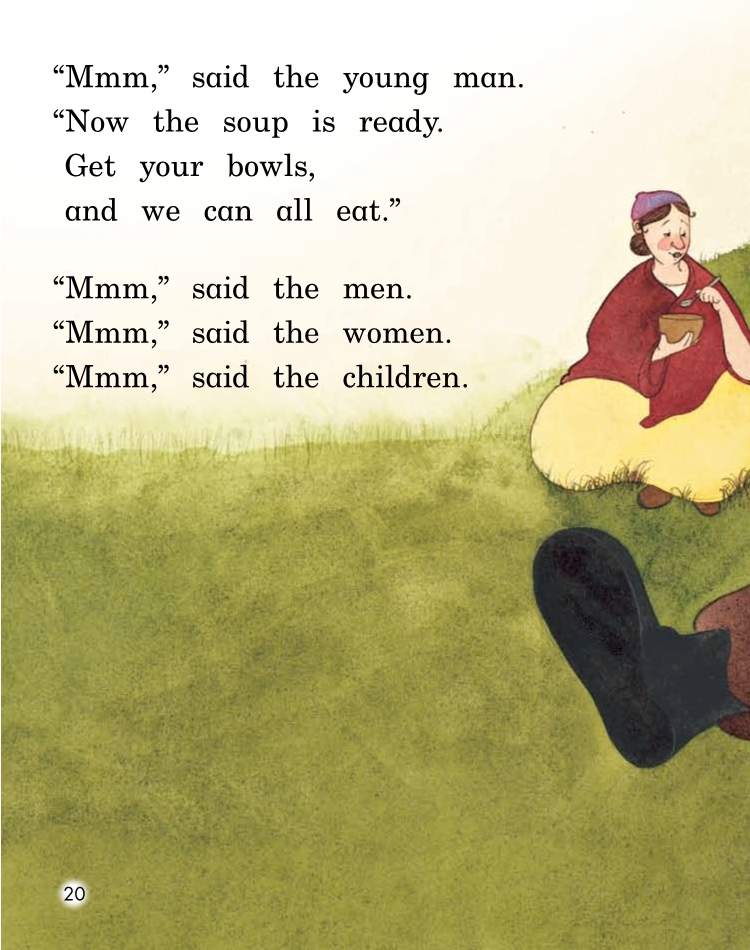 “Mmm,” said the young man.
“Now the soup is ready.
Get your bowls,
and we can all eat.”
“Mmm,” said the men.
“Mmm,” said the women.
“Mmm,” said the children.
20